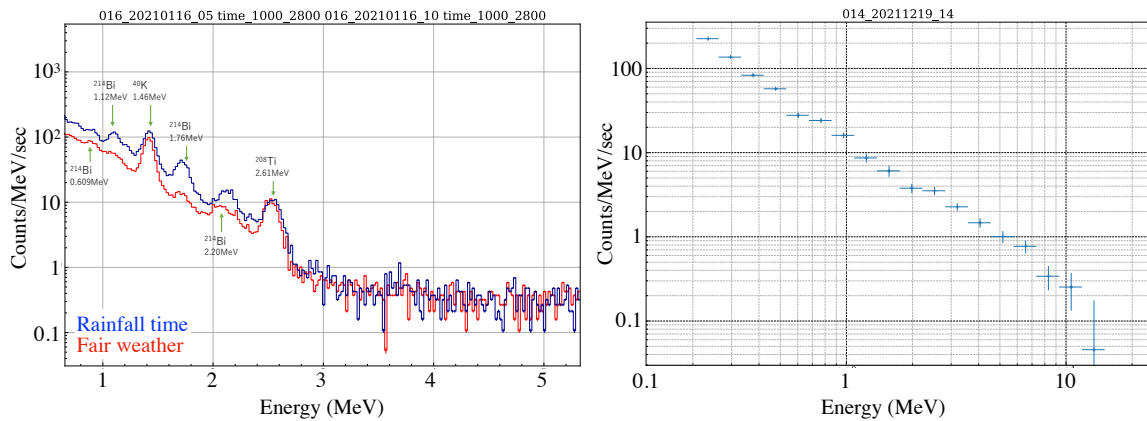 016_20210116_05 time_1000_2800 016_20210116_10 time_1000_2800
10³
10²
10
1
0.1
Counts/MeV/sec
²¹⁴Bi
1.12MeV
⁴⁰K
1.46MeV
²¹⁴Bi
1.76MeV
²⁰⁸Ti
2.61MeV
²¹⁴Bi
0.609MeV
²¹⁴Bi
2.20MeV
Rainfall time
Fair weather
1 2 3 4 5
Energy (MeV)
014_20211219_14
100
10
1
0.1
Counts/MeV/sec
0.1 1 10
Energy (MeV)